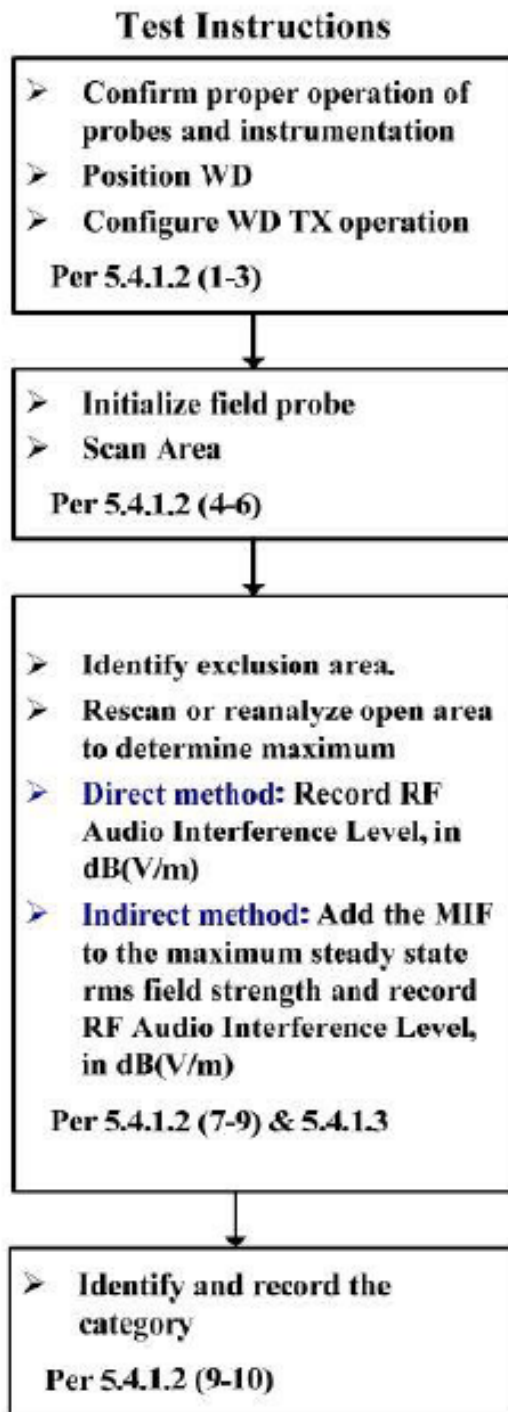 Test Instructions
➢ Confirm proper operation of
probes and instrumentation
➢ Position WD
➢ Configure WD TX operation
Per 5.4.1.2 (1-3)
➢ Initialize field probe
➢ Scan Area
Per 5.4.1.2 (4-6)
➢ Identify exclusion area.
➢ Rescan or reanalyze open area
to determine maximum
➢ Direct method: Record RF
Audio Interference Level, in
dB(V/m)
➢ Indirect method: Add the MIF
to the maximum steady state
rms field strength and record
RF Audio Interference Level,
in dB(V/m)
Per 5.4.1.2 (7-9) & 5.4.1.3
➢ Identify and record the
category
Per 5.4.1.2 (9-10)